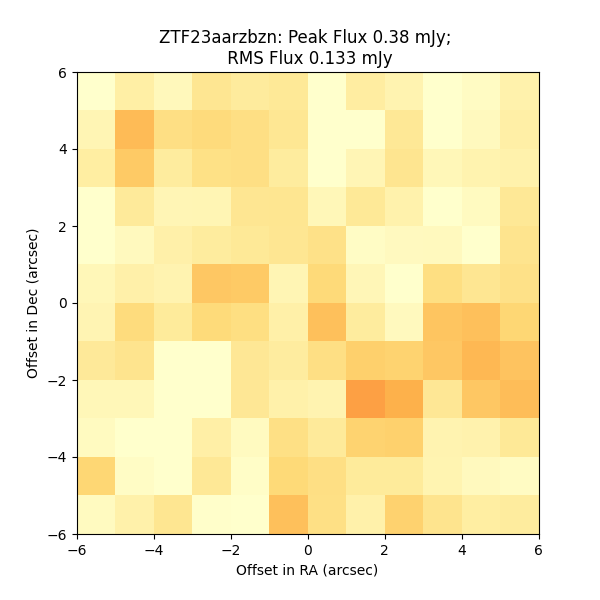 ZTF23aarzbzn: Peak Flux 0.38 mJy;
RMS Flux 0.133 mJy
6
4
2
0
−2
−4
−6
Offset in Dec (arcsec)
−6 −4 −2 0 2 4 6
Offset in RA (arcsec)